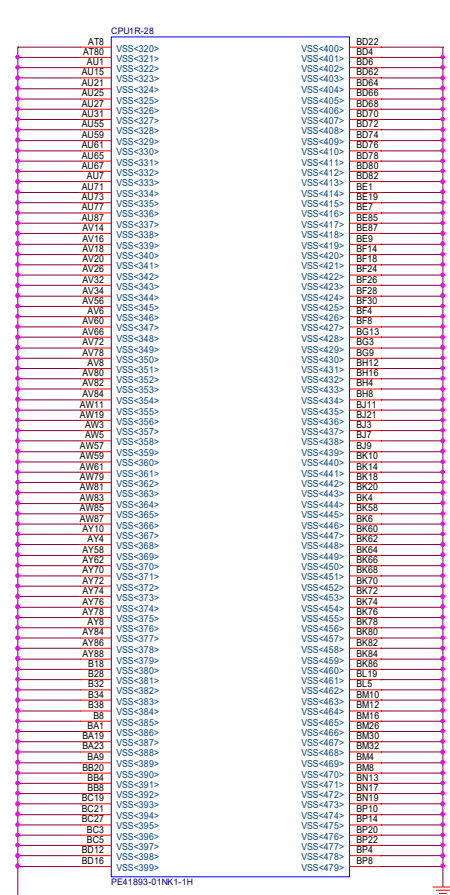 CPU1R-28
AT8 VSS<320> VSS<400> BD22
AT80 VSS<321> VSS<401> BD4
AU1 VSS<322> VSS<402> BD6
AU15 VSS<323> VSS<403> BD62
AU21 VSS<324> VSS<404> BD64
AU25 VSS<325> VSS<405> BD66
AU27 VSS<326> VSS<406> BD68
AU31 VSS<327> VSS<407> BD70
AU55 VSS<328> VSS<408> BD72
AU59 VSS<329> VSS<409> BD74
AU61 VSS<330> VSS<410> BD76
AU65 VSS<331> VSS<411> BD78
AU67 VSS<332> VSS<412> BD80
AU7 VSS<333> VSS<413> BD82
AU71 VSS<334> VSS<414> BE1
AU73 VSS<335> VSS<415> BE19
AU77 VSS<336> VSS<416> BE7
AU87 VSS<337> VSS<417> BE85
AV14 VSS<338> VSS<418> BE87
AV16 VSS<339> VSS<419> BE9
AV18 VSS<340> VSS<420> BF14
AV20 VSS<341> VSS<421> BF18
AV26 VSS<342> VSS<422> BF24
AV32 VSS<343> VSS<423> BF26
AV34 VSS<344> VSS<424> BF28
AV56 VSS<345> VSS<425> BF30
AV6 VSS<346> VSS<426> BF4
AV60 VSS<347> VSS<427> BF8
AV66 VSS<348> VSS<428> BG13
AV72 VSS<349> VSS<429> BG3
AV78 VSS<350> VSS<430> BG9
AV8 VSS<351> VSS<431> BH12
AV80 VSS<352> VSS<432> BH16
AV82 VSS<353> VSS<433> BH4
AV84 VSS<354> VSS<434> BH8
AW11 VSS<355> VSS<435> BJ11
AW19 VSS<356> VSS<436> BJ21
AW3 VSS<357> VSS<437> BJ3
AW5 VSS<358> VSS<438> BJ7
AW57 VSS<359> VSS<439> BJ9
AW59 VSS<360> VSS<440> BK10
AW61 VSS<361> VSS<441> BK14
AW79 VSS<362> VSS<442> BK18
AW81 VSS<363> VSS<443> BK20
AW83 VSS<364> VSS<444> BK4
AW85 VSS<365> VSS<445> BK58
AW87 VSS<366> VSS<446> BK6
AY10 VSS<367> VSS<447> BK60
AY4 VSS<368> VSS<448> BK62
AY58 VSS<369> VSS<449> BK64
AY62 VSS<370> VSS<450> BK66
AY70 VSS<371> VSS<451> BK68
AY72 VSS<372> VSS<452> BK70
AY74 VSS<373> VSS<453> BK72
AY76 VSS<374> VSS<454> BK74
AY78 VSS<375> VSS<455> BK76
AY8 VSS<376> VSS<456> BK78
AY84 VSS<377> VSS<457> BK80
AY86 VSS<378> VSS<458> BK82
AY88 VSS<379> VSS<459> BK84
B18 VSS<380> VSS<460> BK86
B28 VSS<381> VSS<461> BL19
B32 VSS<382> VSS<462> BL5
B34 VSS<383> VSS<463> BM10
B38 VSS<384> VSS<464> BM12
B8 VSS<385> VSS<465> BM16
BA1 VSS<386> VSS<466> BM26
BA19 VSS<387> VSS<467> BM30
BA23 VSS<388> VSS<468> BM32
BA9 VSS<389> VSS<469> BM4
BB20 VSS<390> VSS<470> BM8
BB4 VSS<391> VSS<471> BN13
BB8 VSS<392> VSS<472> BN17
BC19 VSS<393> VSS<473> BN19
BC21 VSS<394> VSS<474> BP10
BC27 VSS<395> VSS<475> BP14
BC3 VSS<396> VSS<476> BP20
BC5 VSS<397> VSS<477> BP22
BD12 VSS<398> VSS<478> BP4
BD16 VSS<399> VSS<479> BP8
PE41893-01NK1-1H